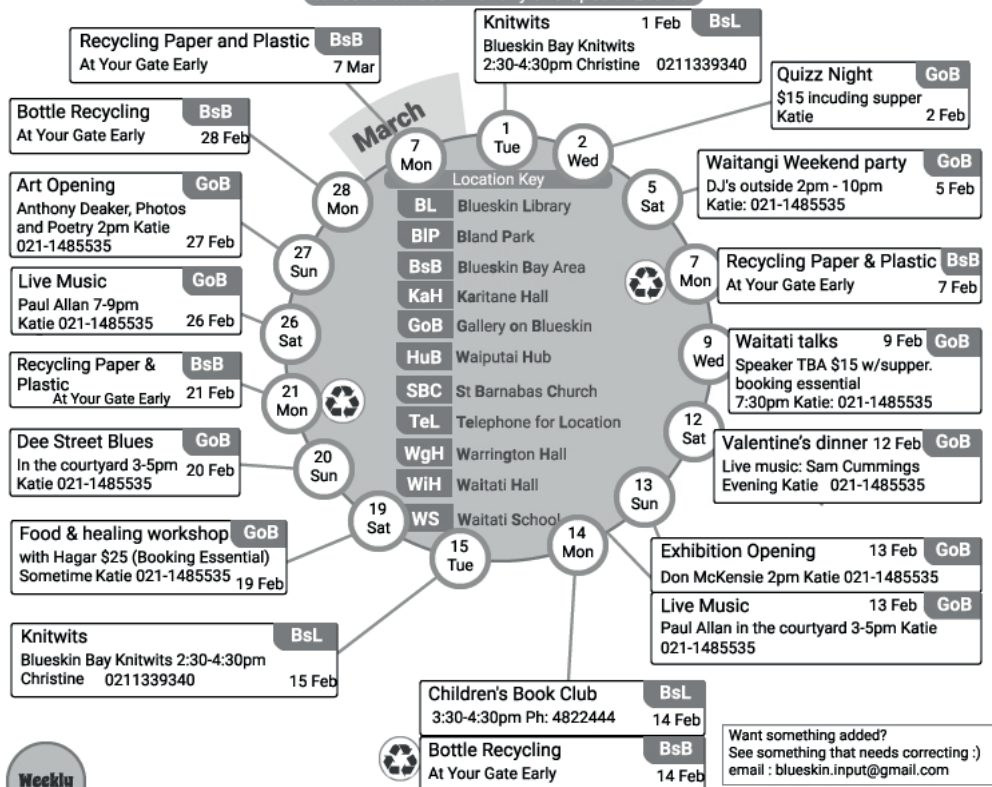 Knitwits 1 Feb BsL
Blueskin Bay Knitwits
2:30-4:30pm Christine 0211339340
Quizz Night GoB
$15 incuding supper
Katie 2 Feb
Waitangi Weekend party GoB
DJ's outside 2pm - 10pm 5 Feb
Katie: 021-1485535
Recycling Paper & Plastic BsB
At Your Gate Early 7 Feb
Waitati talks 9 Feb GoB
Speaker TBA $15 w/supper.
booking essential
7:30pm Katie: 021-1485535
Valentine's dinner 12 Feb GoB
Live music: Sam Cummings
Evening Katie 021-1485535
Exhibition Opening 13 Feb GoB
Don McKensie 2pm Katie 021-1485535
Live Music 13 Feb GoB
Paul Allan in the courtyard 3-5pm Katie
021-1485535
Children's Book Club BsL
3:30-4:30pm Ph: 4822444 14 Feb
Bottle Recycling BsB
At Your Gate Early 14 Feb
Knitwits BsL
Blueskin Bay Knitwits 2:30-4:30pm
Christine 0211339340 15 Feb
Food & healing workshop GoB
with Hagar $25 (Booking Essential)
Sometime Katie 021-1485535 19 Feb
Dee Street Blues GoB
In the courtyard 3-5pm 20 Feb
Katie 021-1485535
Recycling Paper & BsB
Plastic 21 Feb
At Your Gate Early
Live Music GoB
Paul Allan 7-9pm
Katie 021-1485535 26 Feb
Art Opening GoB
Anthony Deaker, Photos
and Poetry 2pm Katie
021-1485535 27 Feb
Bottle Recycling BsB
At Your Gate Early 28 Feb
Recycling Paper and Plastic BsB
At Your Gate Early 7 Mar
March
1
Tue
2
Wed
5
Sat
7
Mon
9
Wed
12
Sat
13
Sun
14
Mon
15
Tue
19
Sat
20
Sun
21
Mon
26
Sat
27
Sun
28
Mon
7
Mon
Location Key
BL Blueskin Library
BlP Bland Park
BsB Blueskin Bay Area
KaH Karitane Hall
GoB Gallery on Blueskin
HuB Waiputai Hub
SBC St Barnabas Church
TeL Telephone for Location
WgH Warrington Hall
WiH Waitati Hall
WS Waitati School
Want something added?
See something that needs correcting :)
email : blueskin.input@gmail.com
Weekly